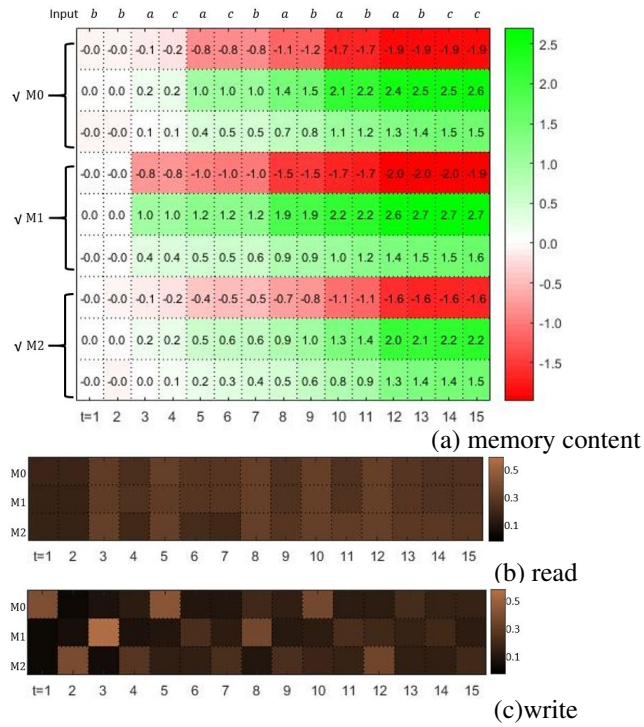 Input b b a c a c b a b a b a b c c
-0.0 -0.0 -0.1 -0.2 -0.8 -0.8 -0.8 -1.1 -1.2 -1.7 -1.7 -1.9 -1.9 -1.9 -1.9
√ M0 0.0 0.0 0.2 0.2 1.0 1.0 1.0 1.4 1.5 2.1 2.2 2.4 2.5 2.5 2.6
-0.0 -0.0 0.1 0.1 0.4 0.5 0.5 0.7 0.8 1.1 1.2 1.3 1.4 1.5 1.5
-0.0 -0.0 -0.8 -0.8 -1.0 -1.0 -1.0 -1.5 -1.5 -1.7 -1.7 -2.0 -2.0 -2.0 -1.9
√ M1 0.0 0.0 1.0 1.0 1.2 1.2 1.2 1.9 1.9 2.2 2.2 2.6 2.7 2.7 2.7
-0.0 -0.0 0.4 0.4 0.5 0.5 0.6 0.9 0.9 1.0 1.2 1.4 1.5 1.5 1.6
-0.0 -0.0 -0.1 -0.2 -0.4 -0.5 -0.5 -0.7 -0.8 -1.1 -1.1 -1.6 -1.6 -1.6 -1.6
√ M2 0.0 0.0 0.2 0.2 0.5 0.6 0.6 0.9 1.0 1.3 1.4 2.0 2.1 2.2 2.2
-0.0 -0.0 0.0 0.1 0.2 0.3 0.4 0.5 0.6 0.8 0.9 1.3 1.4 1.4 1.5
t=1 2 3 4 5 6 7 8 9 10 11 12 13 14 15
2.5
2.0
1.5
1.0
0.5
0.0
-0.5
-1.0
-1.5
(a) memory content
M0
M1
M2
t=1 2 3 4 5 6 7 8 9 10 11 12 13 14 15
0.5
0.3
0.1
(b) read
M0
M1
M2
t=1 2 3 4 5 6 7 8 9 10 11 12 13 14 15
0.5
0.3
0.1
(c)write